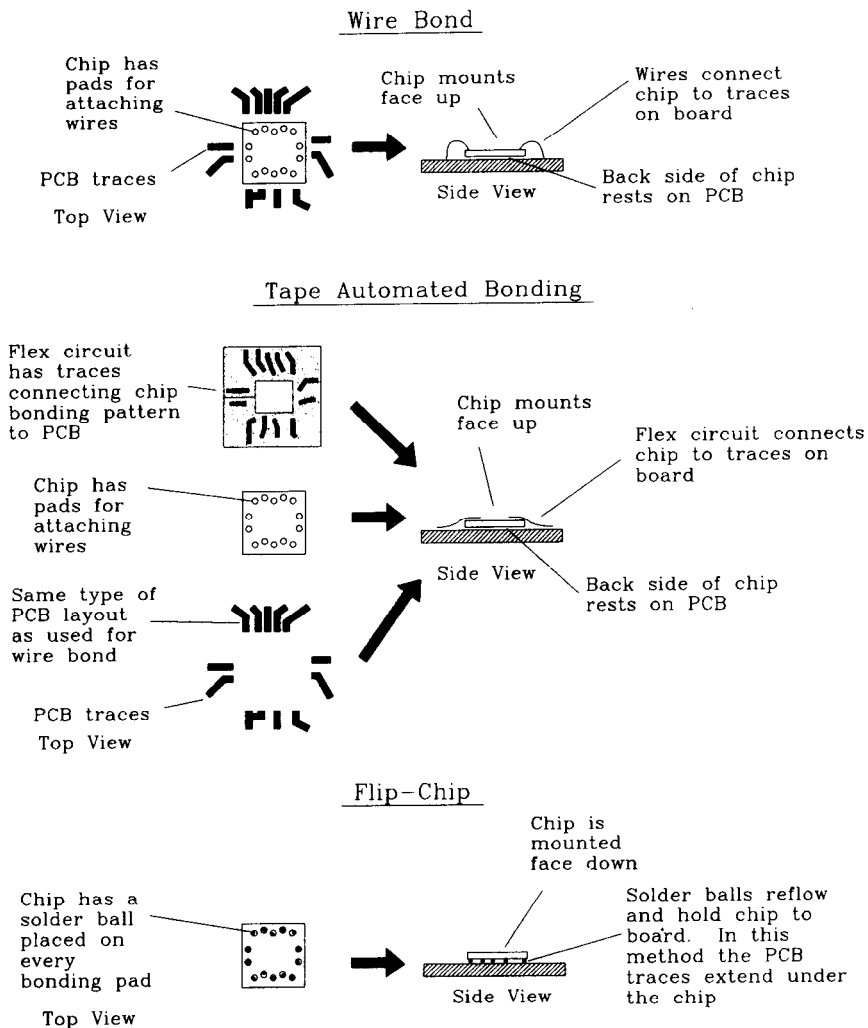 Wire Bond
Chip has
pads for
attaching
wires
PCB traces
Top View
Chip mounts
face up
Side View
Wires connect
chip to traces
on board
Back side of chip
rests on PCB
Tape Automated Bonding
Flex circuit
has traces
connecting chip
bonding pattern
to PCB
Chip has
pads for
attaching
wires
Same type of
PCB layout
as used for
wire bond
PCB traces
Top View
Chip mounts
face up
Side View
Flex circuit connects
chip to traces on
board
Back side of chip
rests on PCB
Flip-Chip
Chip has a
solder ball
placed on
every
bonding pad
Top View
Chip is
mounted
face down
Side View
Solder balls reflow
and hold chip to
board. In this
method the PCB
traces extend under
the chip